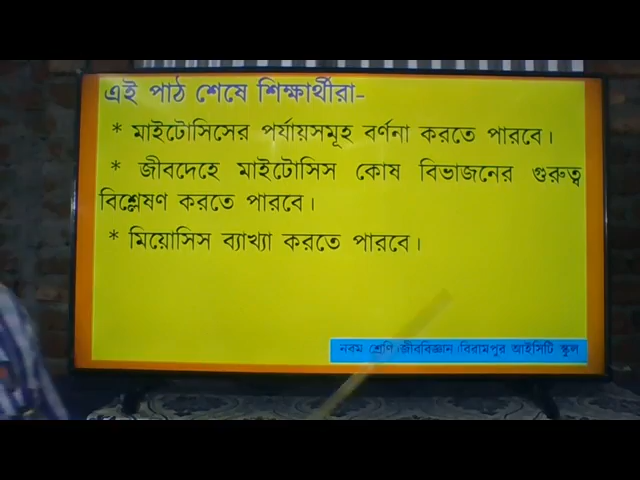 এই পাঠ শেষে শিক্ষার্থীরা-
* মাইটোসিসের পর্যায়সমূহ বর্ণনা করতে পারবে।
* জীবদেহে মাইটোসিস কোষ বিভাজনের গুরুত্ব
বিশ্লেষণ করতে পারবে।
* মিয়োসিস ব্যাখ্যা করতে পারবে।
নবম শ্রেণি।জীববিজ্ঞান।বিরামপুর আইসিটি স্কুল